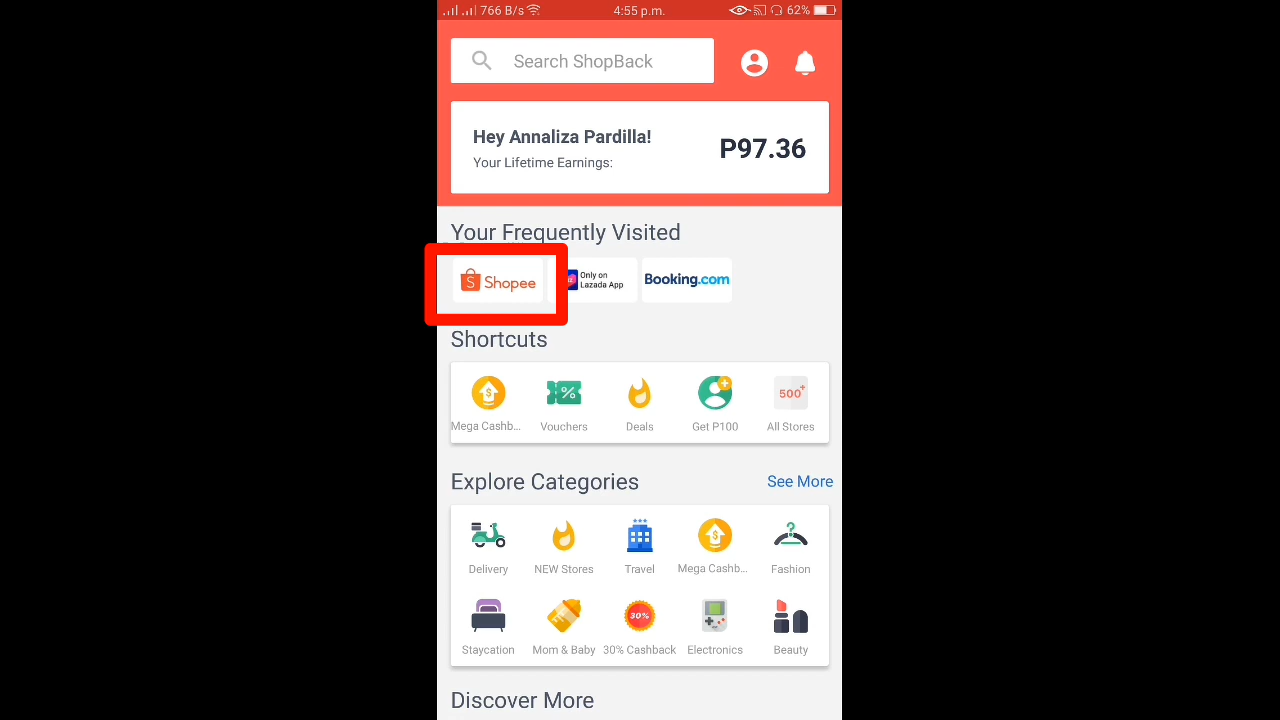 766 B/s 4:55 p.m. 62%
Search ShopBack
Hey Annaliza Pardilla!
Your Lifetime Earnings:
P97.36
Your Frequently Visited
Shopee
Only on
Lazada App
Booking.com
Shortcuts
Mega Cashb... Vouchers Deals Get P100 All Stores
500+
Explore Categories See More
Delivery NEW Stores Travel Mega Cashb... Fashion
30%
Staycation Mom & Baby 30% Cashback Electronics Beauty
Discover More